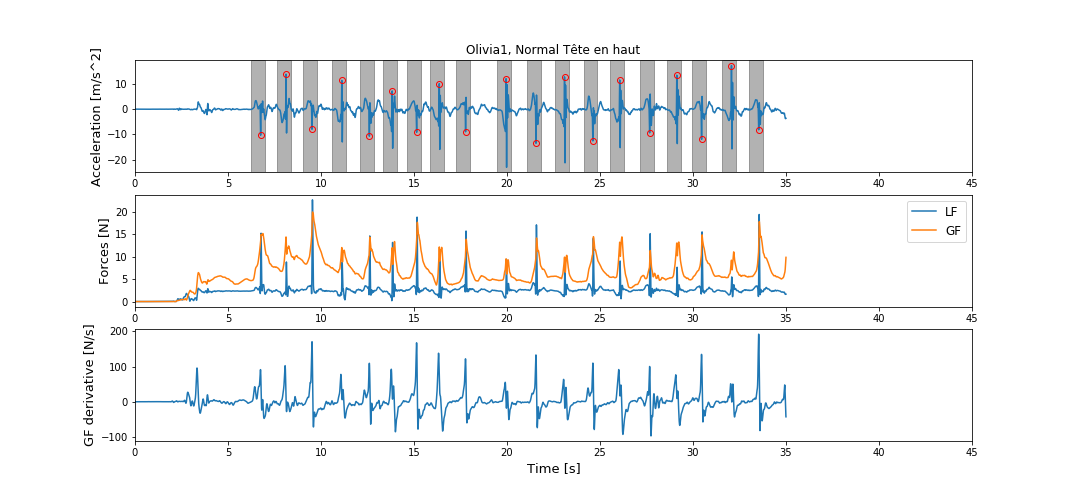 Olivia1, Normal Tête en haut
Acceleration [m/s^2]
10
0
−10
−20
0 5 10 15 20 25 30 35 40 45
Forces [N]
20
15
10
5
0
LF
GF
0 5 10 15 20 25 30 35 40 45
GF derivative [N/s]
200
100
0
−100
0 5 10 15 20 25 30 35 40 45
Time [s]